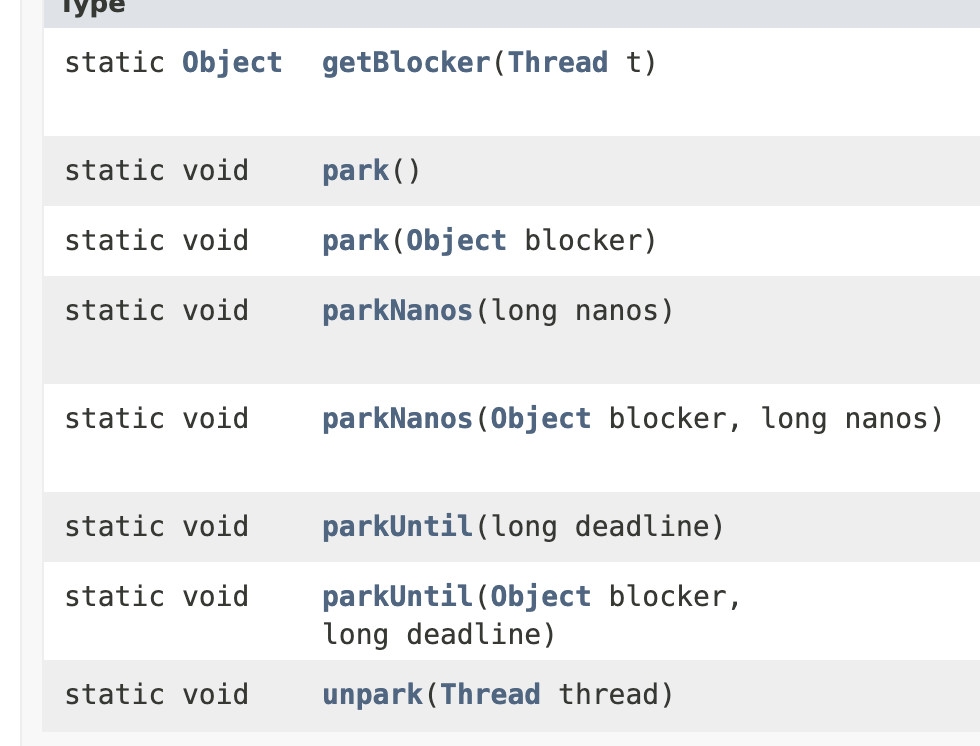 Type
static Object getBlocker(Thread t)
static void park()
static void park(Object blocker)
static void parkNanos(long nanos)
static void parkNanos(Object blocker, long nanos)
static void parkUntil(long deadline)
static void parkUntil(Object blocker,
long deadline)
static void unpark(Thread thread)